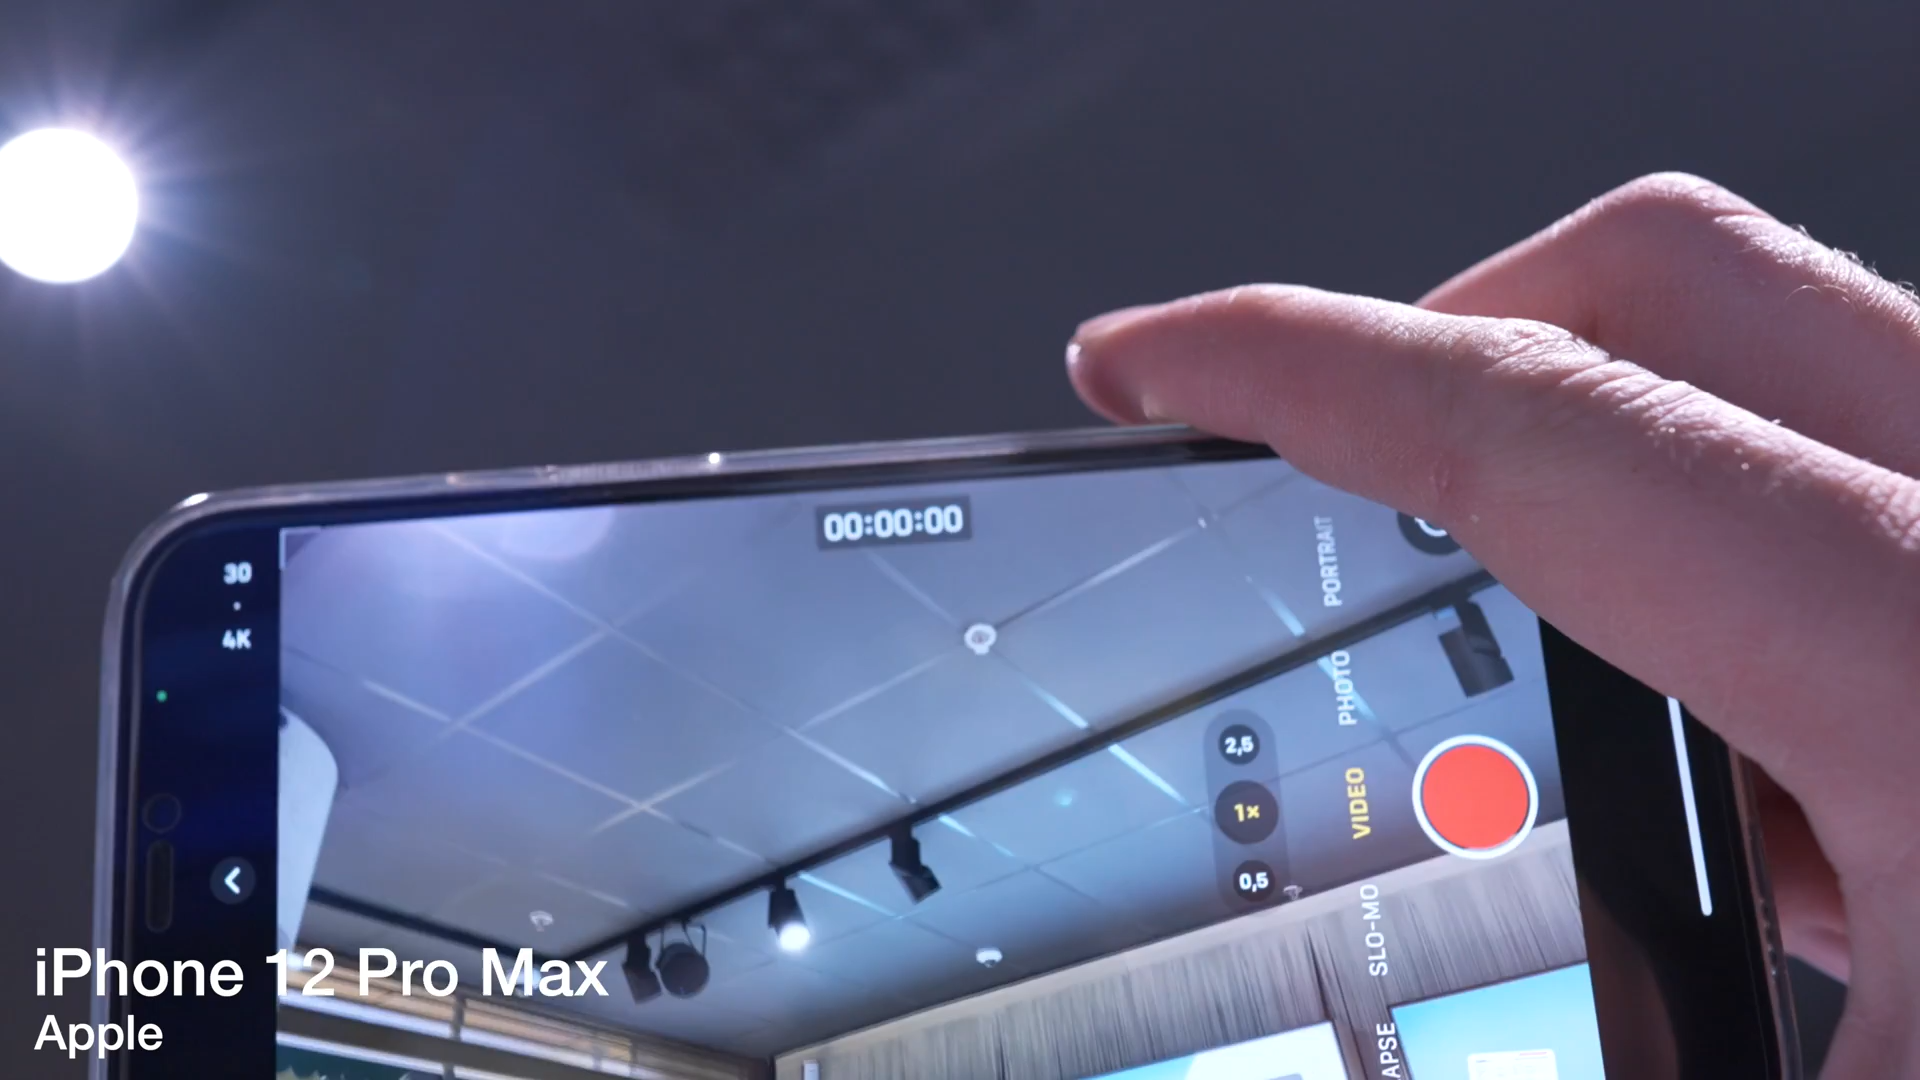 00:00:00
30
4K
PORTRAIT
PHOTO
VIDEO
SLO-MO
APSE
2,5
1×
0,5
iPhone 12 Pro Max
Apple